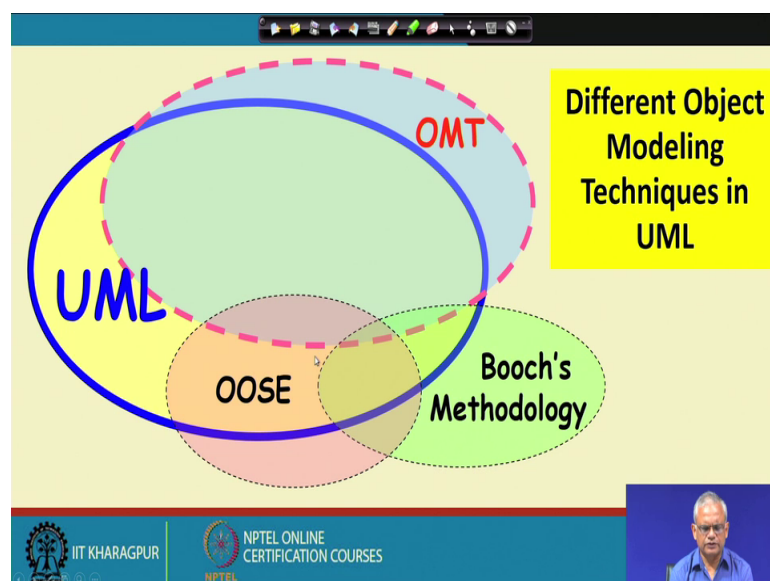 OMT
Different Object
Modeling
Techniques in
UML
UML
OOSE
Booch's
Methodology
IIT KHARAGPUR
NPTEL ONLINE
CERTIFICATION COURSES
NPTEL